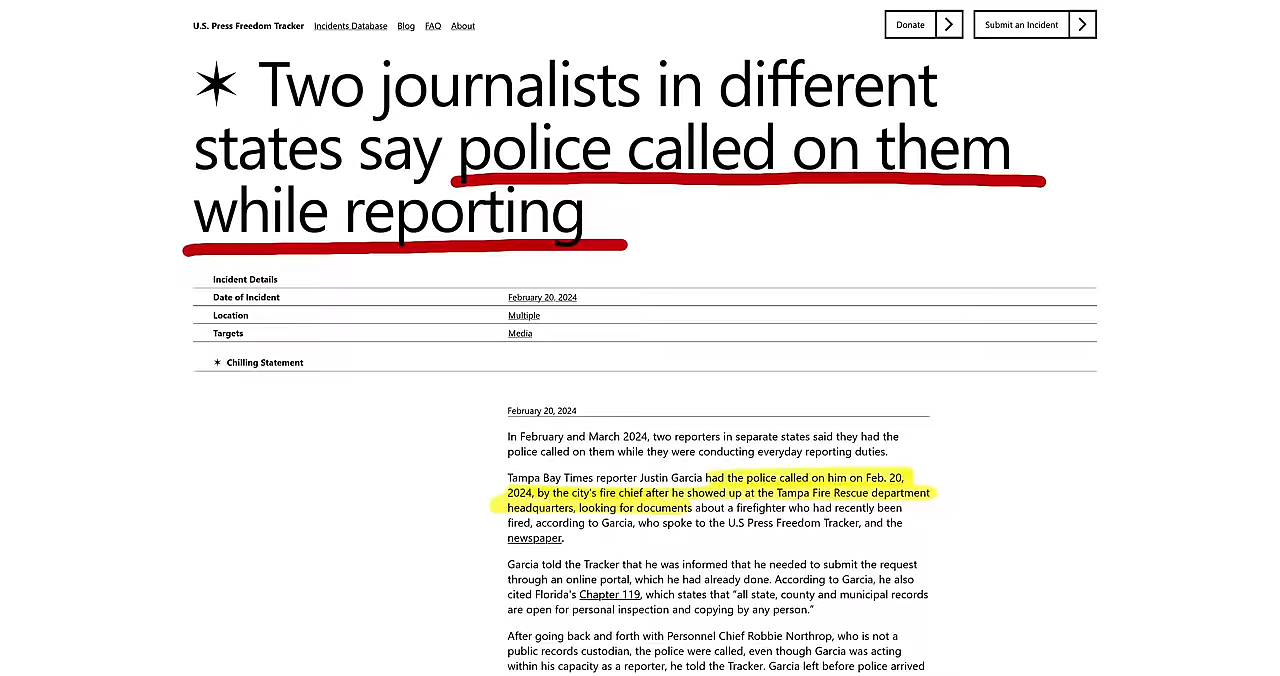 U.S. Press Freedom Tracker Incidents Database Blog FAQ About Donate Submit an Incident
Two journalists in different
states say police called on them
while reporting
Incident Details
Date of Incident February 20, 2024
Location Multiple
Targets Media
Chilling Statement
February 20, 2024
In February and March 2024, two reporters in separate states said they had the
police called on them while they were conducting everyday reporting duties.
Tampa Bay Times reporter Justin Garcia had the police called on him on Feb. 20,
2024, by the city's fire chief after he showed up at the Tampa Fire Rescue department
headquarters, looking for documents about a firefighter who had recently been
fired, according to Garcia, who spoke to the U.S Press Freedom Tracker, and the
newspaper.
Garcia told the Tracker that he was informed that he needed to submit the request
through an online portal, which he had already done. According to Garcia, he also
cited Florida's Chapter 119, which states that “all state, county and municipal records
are open for personal inspection and copying by any person.”
After going back and forth with Personnel Chief Robbie Northrop, who is not a
public records custodian, the police were called, even though Garcia was acting
within his capacity as a reporter, he told the Tracker. Garcia left before police arrived